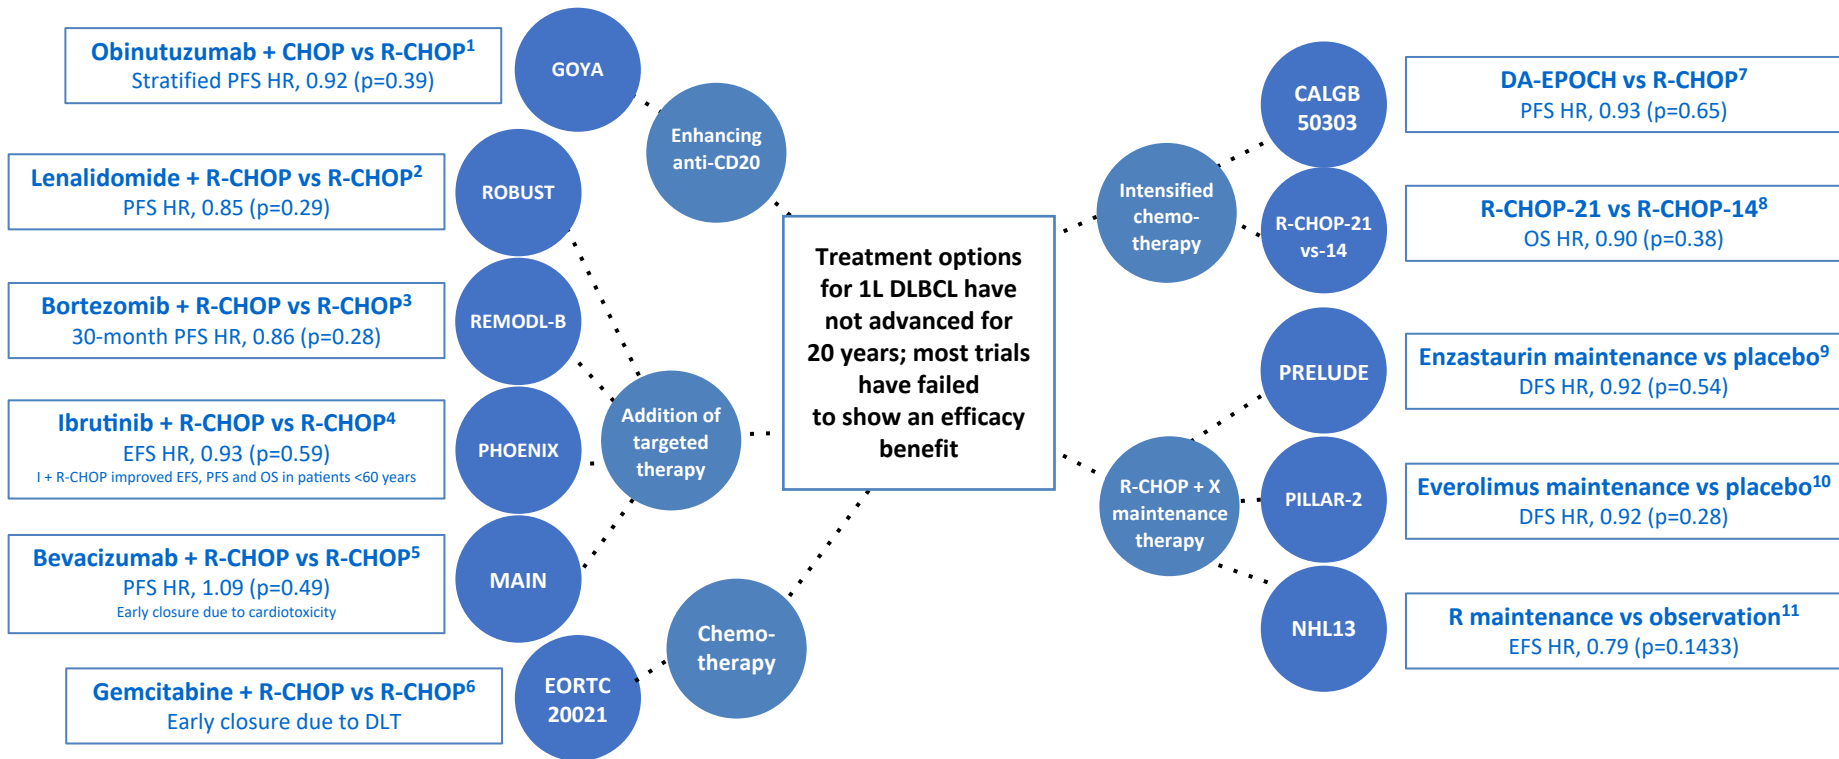 Obinutuzumab + CHOP vs R-CHOP1
Stratified PFS HR, 0.92 (p=0.39)
GOYA
Enhancing
anti-CD20
Lenalidomide + R-CHOP vs R-CHOP2
PFS HR, 0.85 (p=0.29)
ROBUST
Bortezomib + R-CHOP vs R-CHOP3
30-month PFS HR, 0.86 (p=0.28)
REMODL-B
Ibrutinib + R-CHOP vs R-CHOP4
EFS HR, 0.93 (p=0.59)
I + R-CHOP improved EFS, PFS and OS in patients <60 years
PHOENIX
Addition of
targeted
therapy
Bevacizumab + R-CHOP vs R-CHOP5
PFS HR, 1.09 (p=0.49)
Early closure due to cardiotoxicity
MAIN
Chemo-
therapy
Gemcitabine + R-CHOP vs R-CHOP6
Early closure due to DLT
EORTC
20021
Treatment options
for 1L DLBCL have
not advanced for
20 years; most trials
have failed
to show an efficacy
benefit
Intensified
chemo-
therapy
CALGB
50303
DA-EPOCH vs R-CHOP7
PFS HR, 0.93 (p=0.65)
R-CHOP-21
vs-14
R-CHOP-21 vs R-CHOP-148
OS HR, 0.90 (p=0.38)
R-CHOP + X
maintenance
therapy
PRELUDE
Enzastaurin maintenance vs placebo9
DFS HR, 0.92 (p=0.54)
PILLAR-2
Everolimus maintenance vs placebo10
DFS HR, 0.92 (p=0.28)
NHL13
R maintenance vs observation11
EFS HR, 0.79 (p=0.1433)